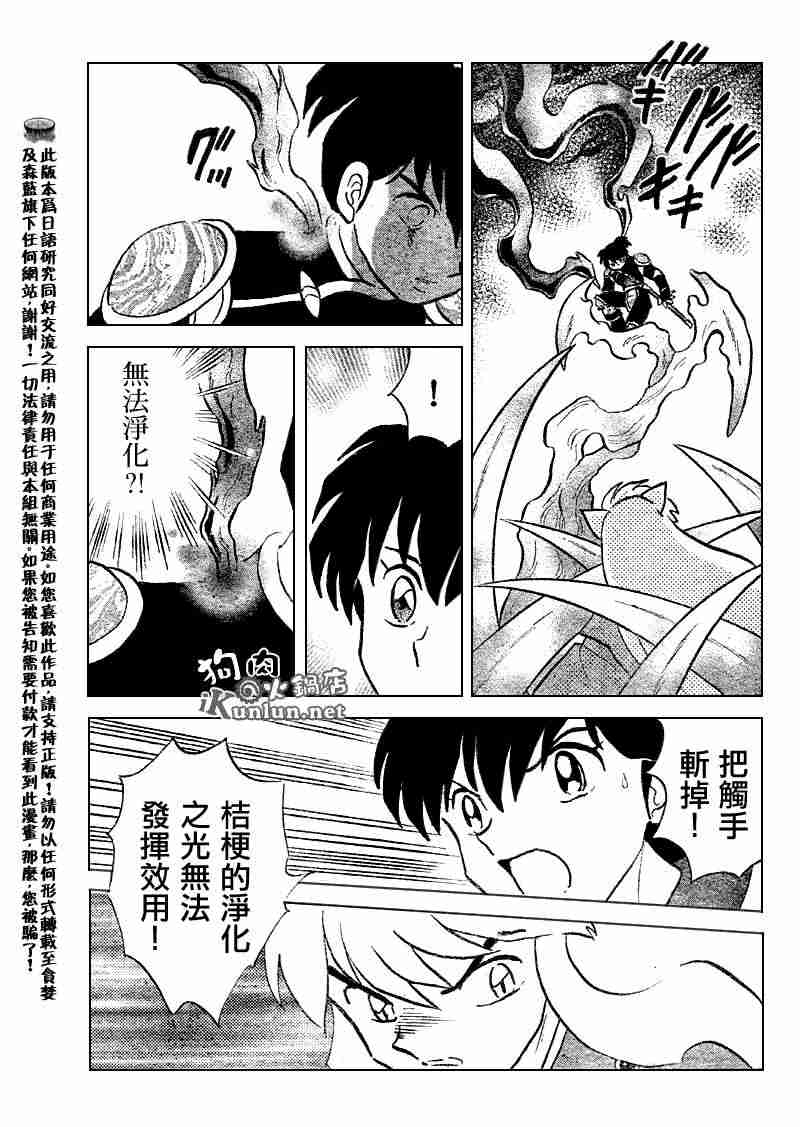 ギギギ
グッ
！
無法淨化?!
把觸手
斬掉！
桔梗的淨化
之光無法
發揮效用！
狗肉
火鍋店
iKunlun.net
此版本爲日語研究同好交流之用，請勿用于任何商業用途。如您喜歡此作品，請支持正版！請勿以任何形式轉載至貪婪
及森藍旗下任何網站，謝謝！一切法律責任與本組無關。如果您被告知需要付款才能看到此漫畫，那麼，您被騙了！